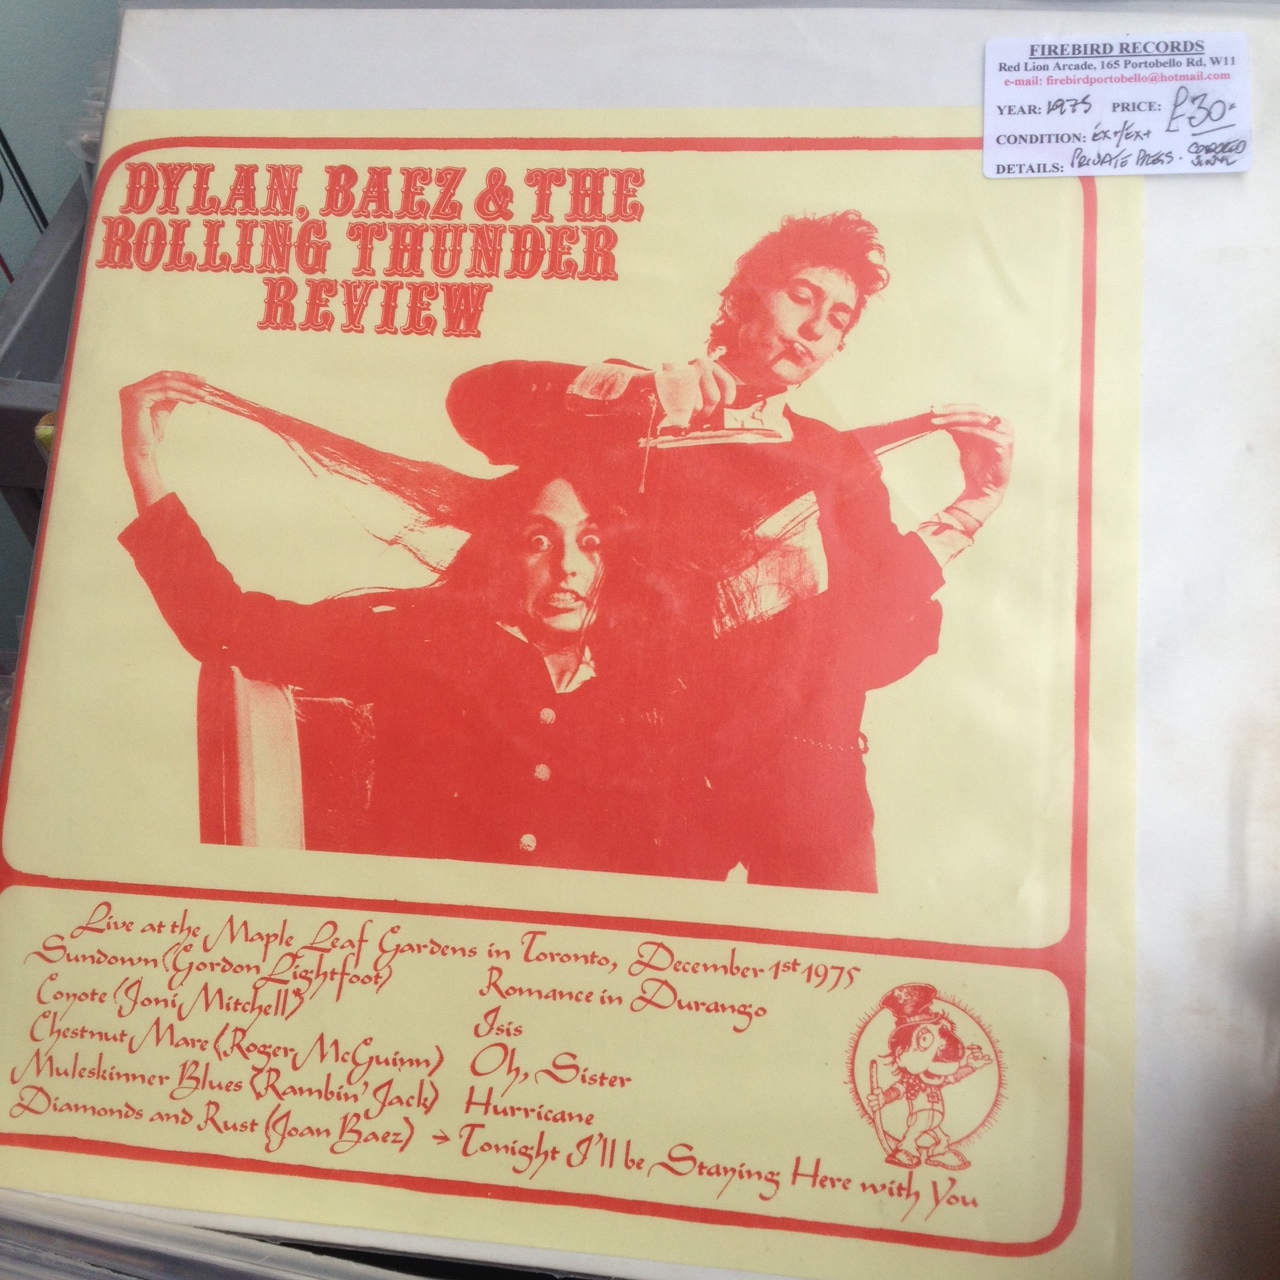 FIREBIRD RECORDS
Red Lion Arcade, 165 Portobello Rd, W11
e-mail: firebirdportobello@hotmail.com
YEAR: 1975 PRICE: £30-
CONDITION: Ex+/Ex+
DETAILS: PRIVATE PRESS. COLORED VINYL
DYLAN, BAEZ & THE
ROLLING THUNDER
REVIEW
Live at the Maple Leaf Gardens in Toronto, December 1st 1975
Sundown (Gordon Lightfoot)
Coyote (Joni Mitchell)
Chestnut Mare (Roger McGuinn)
Muleskinner Blues (Rambin' Jack)
Diamonds and Rust (Joan Baez) →
Romance in Durango
Isis
Oh, Sister
Hurricane
Tonight I'll be Staying Here with You